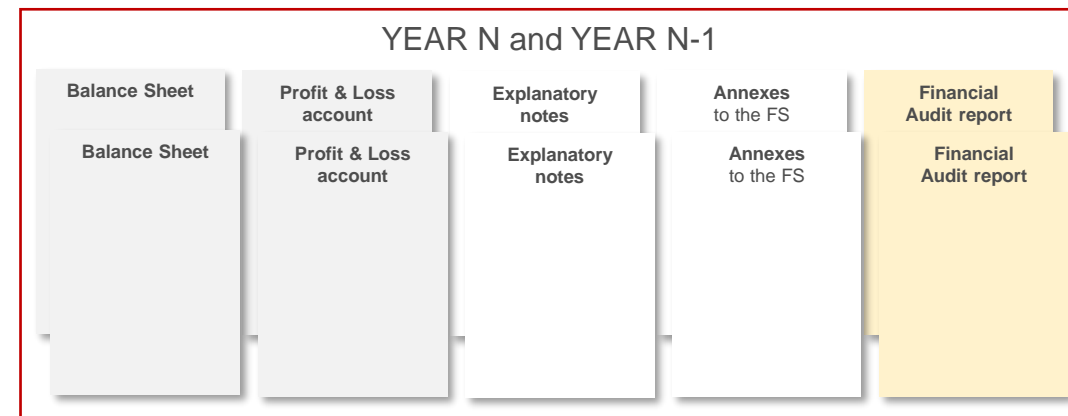 YEAR N and YEAR N-1
Balance Sheet
Profit & Loss
account
Explanatory
notes
Annexes
to the FS
Financial
Audit report
Balance Sheet
Profit & Loss
account
Explanatory
notes
Annexes
to the FS
Financial
Audit report